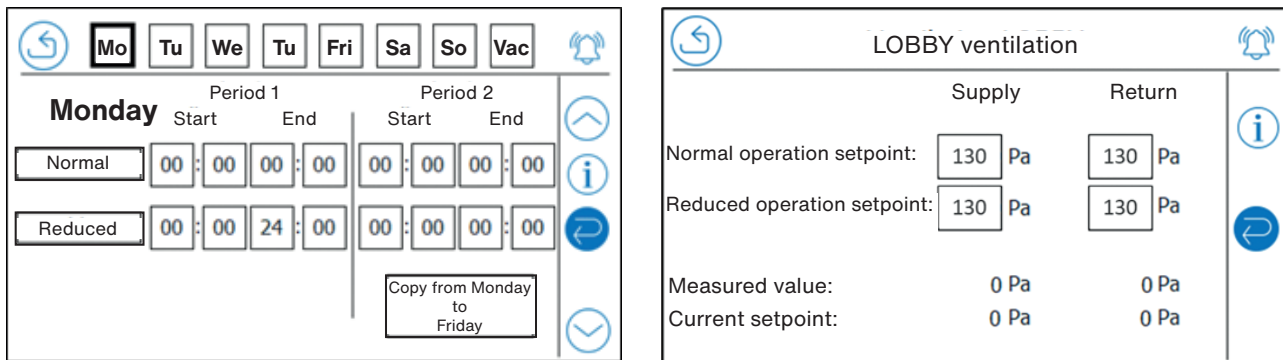 Mo Tu We Tu Fri Sa So Vac
Monday
Period 1 Period 2
Start End Start End
Normal 00 : 00 00 : 00 00 : 00 00 : 00
Reduced 00 : 00 24 : 00 00 : 00 00 : 00
Copy from Monday
to
Friday
LOBBY ventilation
Supply Return
Normal operation setpoint: 130 Pa 130 Pa
Reduced operation setpoint: 130 Pa 130 Pa
Measured value: 0 Pa 0 Pa
Current setpoint: 0 Pa 0 Pa
i
i